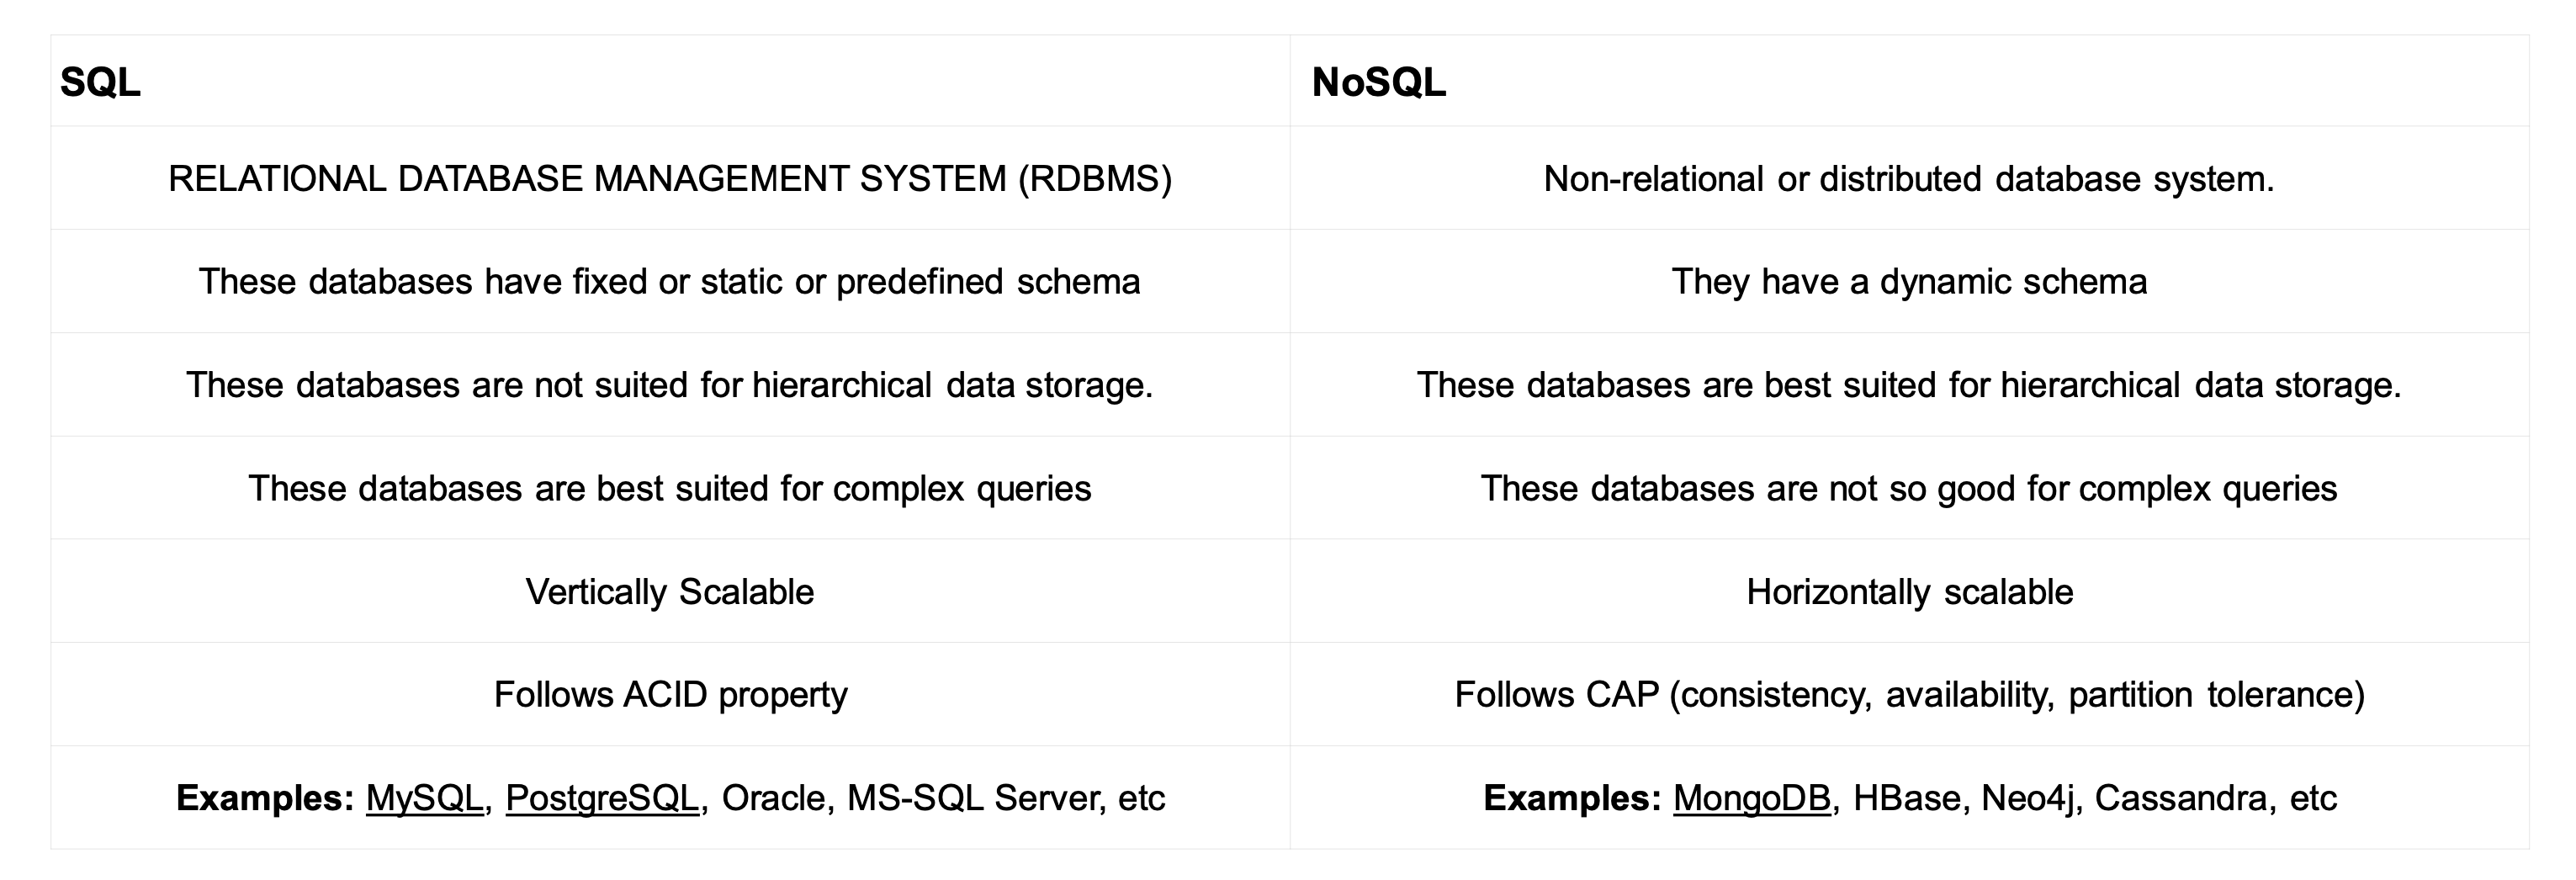 SQL
NoSQL
RELATIONAL DATABASE MANAGEMENT SYSTEM (RDBMS)
Non-relational or distributed database system.
These databases have fixed or static or predefined schema
They have a dynamic schema
These databases are not suited for hierarchical data storage.
These databases are best suited for hierarchical data storage.
These databases are best suited for complex queries
These databases are not so good for complex queries
Vertically Scalable
Horizontally scalable
Follows ACID property
Follows CAP (consistency, availability, partition tolerance)
Examples: MySQL, PostgreSQL, Oracle, MS-SQL Server, etc
Examples: MongoDB, HBase, Neo4j, Cassandra, etc